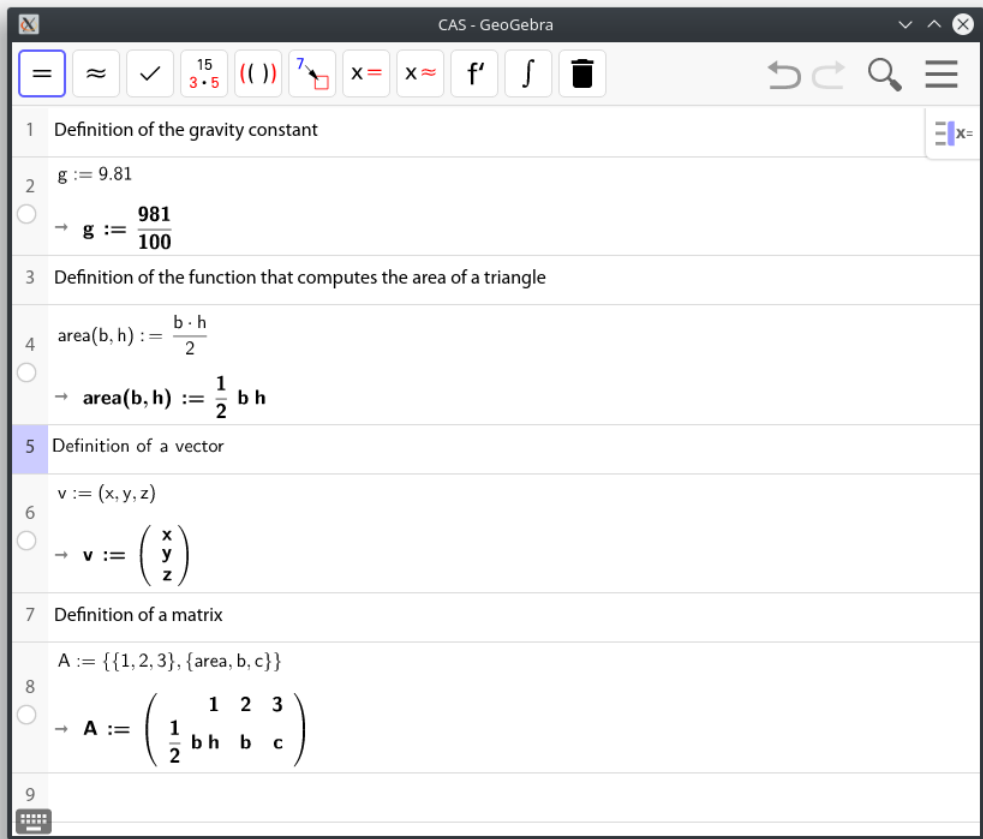 CAS - GeoGebra
= ≈ ✓ 15 3·5 (( )) 7 x= x≈ f′ ∫
x=
1 Definition of the gravity constant
2 g := 9.81
→ g := 981/100
3 Definition of the function that computes the area of a triangle
4 area(b, h) := b · h/2
→ area(b, h) := 1/2 b h
5 Definition of a vector
6 v := (x, y, z)
→ v := (x
y
z)
7 Definition of a matrix
8 A := {{1, 2, 3}, {area, b, c}}
→ A := (1 2 3
1/2 b h b c)
9